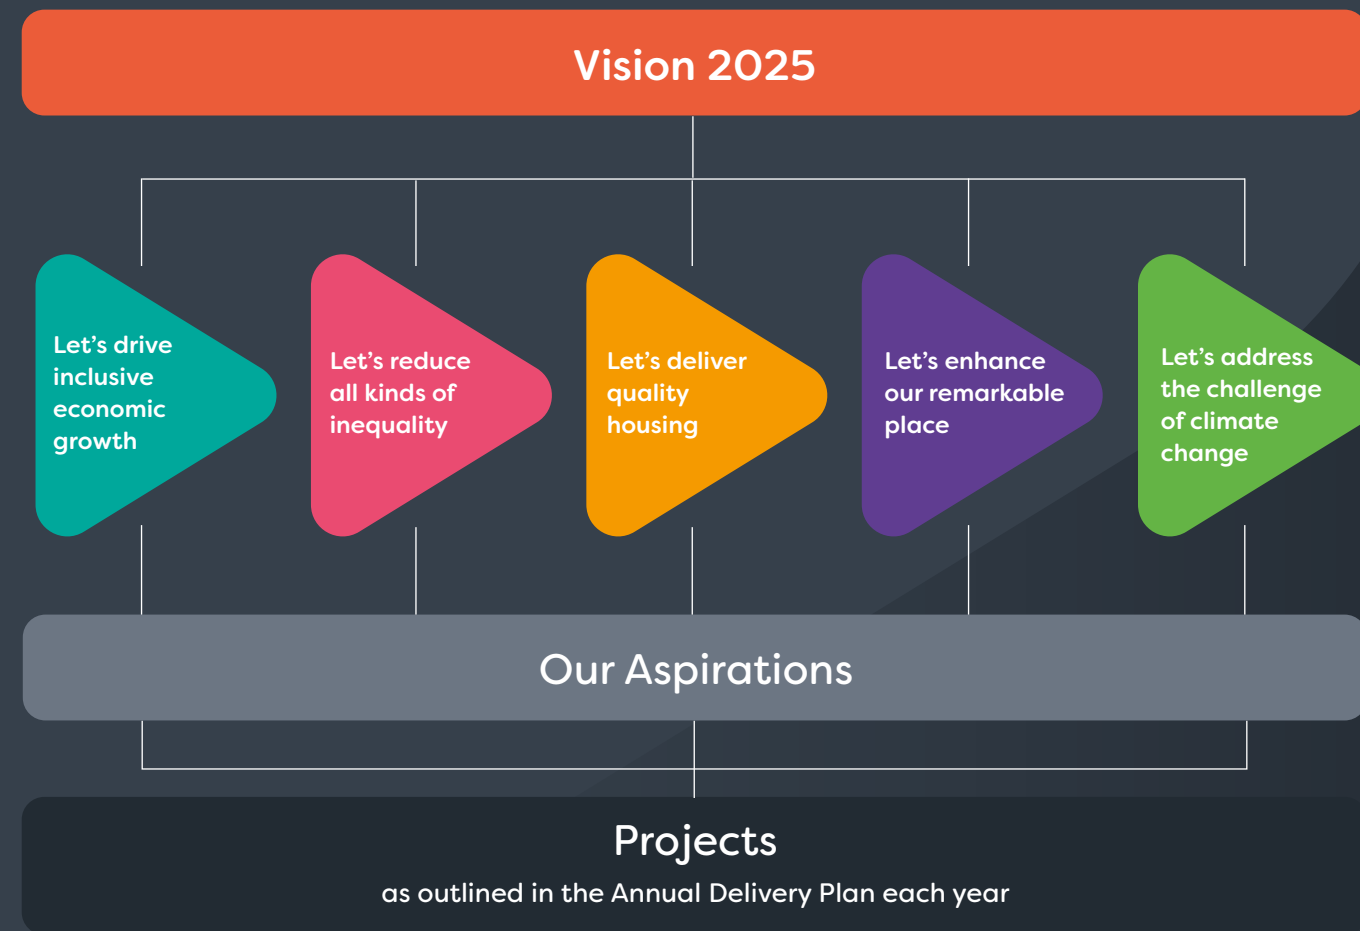 Vision 2025
Let’s drive
inclusive
economic
growth
Let’s reduce
all kinds of
inequality
Let’s deliver
quality
housing
Let’s enhance
our remarkable
place
Let’s address
the challenge
of climate
change
Our Aspirations
Projects
as outlined in the Annual Delivery Plan each year